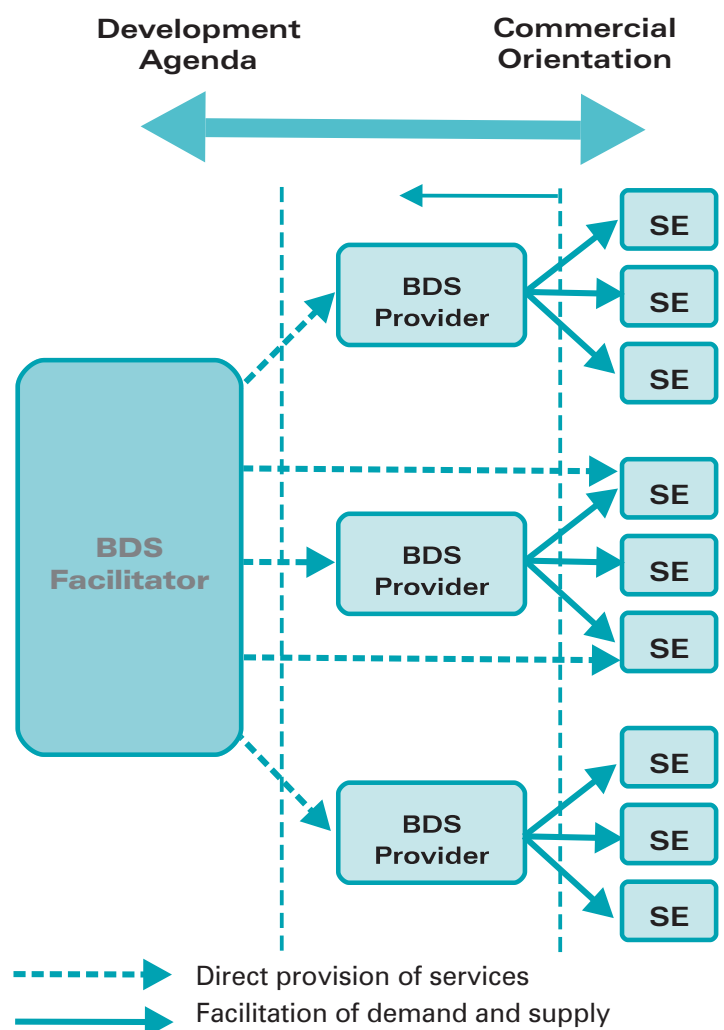 Development
Agenda
Commercial
Orientation
SE
BDS
Provider
SE
SE
SE
BDS
Facilitator
BDS
Provider
SE
SE
SE
BDS
Provider
SE
SE
Direct provision of services
Facilitation of demand and supply